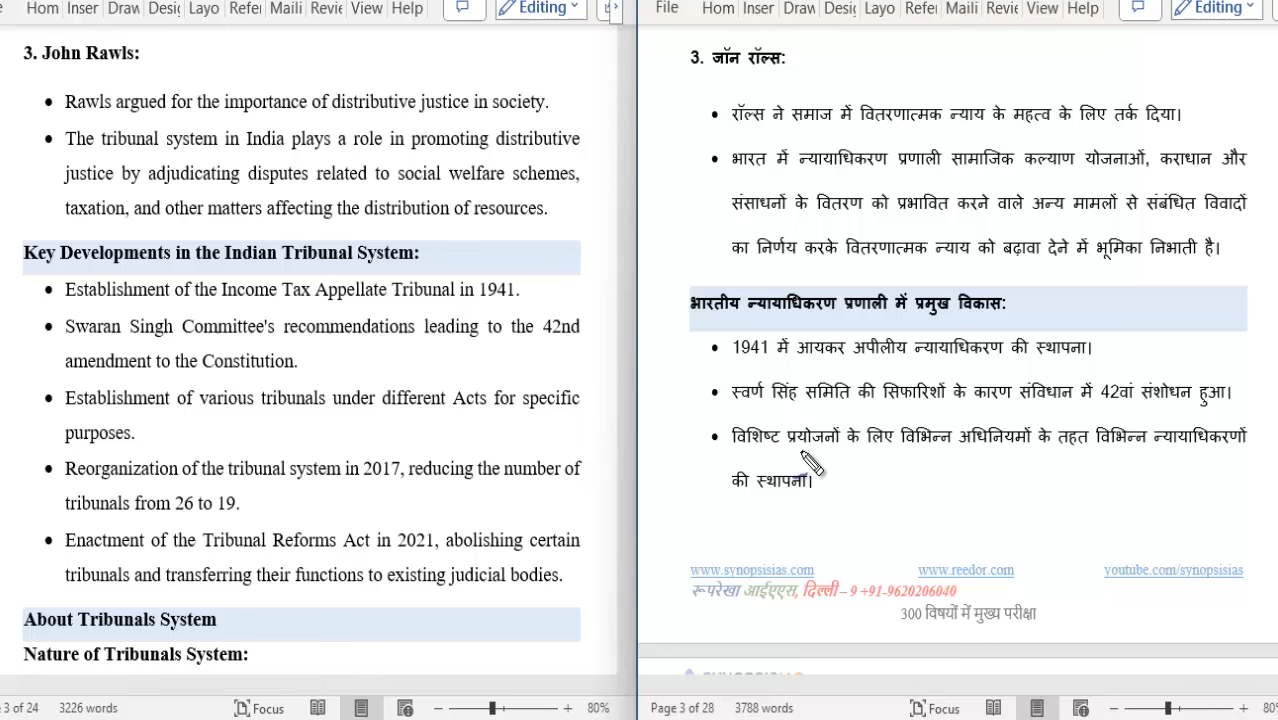 Hom Inser Draw Desig Layo Refer Maili Revie View Help Editing
3. John Rawls:
• Rawls argued for the importance of distributive justice in society.
• The tribunal system in India plays a role in promoting distributive
justice by adjudicating disputes related to social welfare schemes,
taxation, and other matters affecting the distribution of resources.
Key Developments in the Indian Tribunal System:
• Establishment of the Income Tax Appellate Tribunal in 1941.
• Swaran Singh Committee's recommendations leading to the 42nd
amendment to the Constitution.
• Establishment of various tribunals under different Acts for specific
purposes.
• Reorganization of the tribunal system in 2017, reducing the number of
tribunals from 26 to 19.
• Enactment of the Tribunal Reforms Act in 2021, abolishing certain
tribunals and transferring their functions to existing judicial bodies.
About Tribunals System
Nature of Tribunals System:
3 of 24 3226 words Focus 80%
File Hom Inser Draw Desig Layo Refer Maili Revie View Help Editing
3. जॉन रॉल्स:
• रॉल्स ने समाज में वितरणात्मक न्याय के महत्व के लिए तर्क दिया।
• भारत में न्यायाधिकरण प्रणाली सामाजिक कल्याण योजनाओं, कराधान और
संसाधनों के वितरण को प्रभावित करने वाले अन्य मामलों से संबंधित विवादों
का निर्णय करके वितरणात्मक न्याय को बढ़ावा देने में भूमिका निभाती है।
भारतीय न्यायाधिकरण प्रणाली में प्रमुख विकास:
• 1941 में आयकर अपीलीय न्यायाधिकरण की स्थापना।
• स्वर्ण सिंह समिति की सिफारिशों के कारण संविधान में 42वां संशोधन हुआ।
• विशिष्ट प्रयोजनों के लिए विभिन्न अधिनियमों के तहत विभिन्न न्यायाधिकरणों
की स्थापना।
www.synopsisias.com www.reedor.com youtube.com/synopsisias
रूपरेखा आईएएस, दिल्ली – 9 +91-9620206040
300 विषयों में मुख्य परीक्षा
Page 3 of 28 3788 words Focus 80%